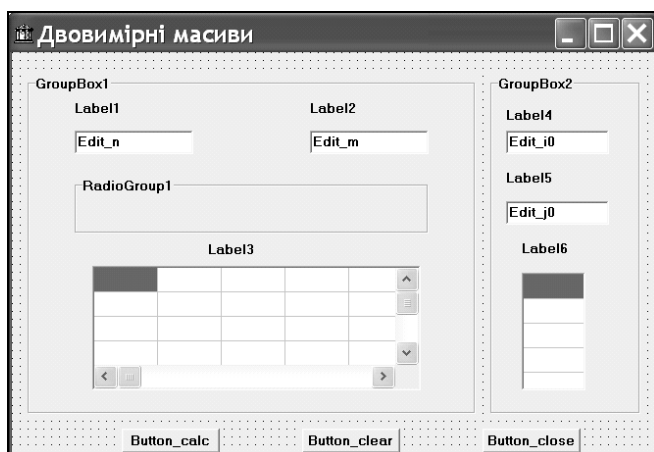 Двовимірні масиви
GroupBox1
GroupBox2
Label1
Label2
Label4
Edit_n
Edit_m
Edit_i0
Label5
RadioGroup1
Edit_j0
Label3
Label6
Button_calc
Button_clear
Button_close